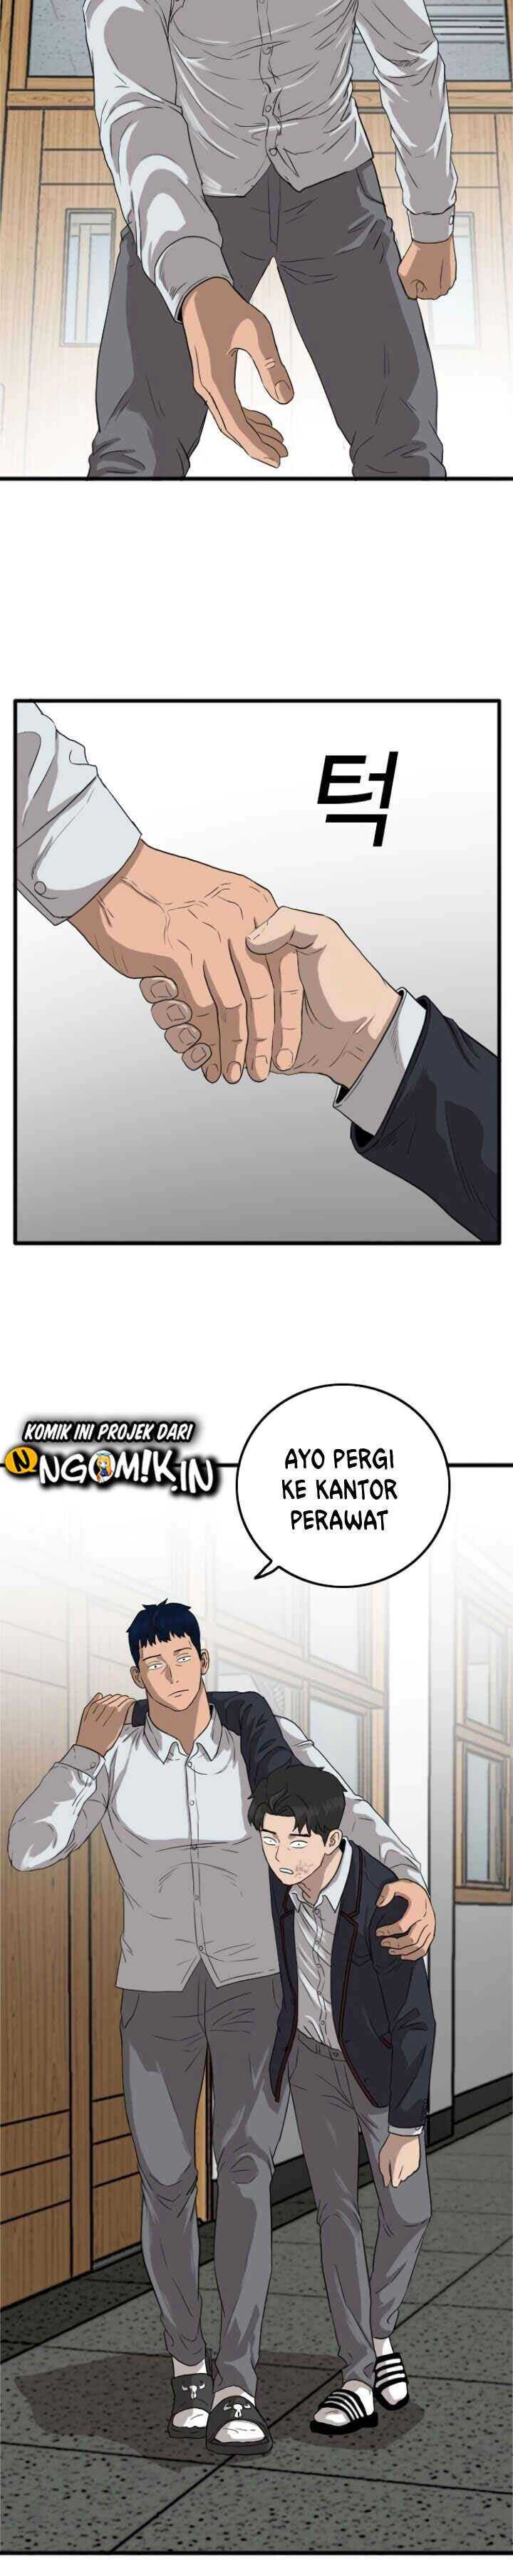 턱
KOMIK INI PROJEK DARI
NGOMIK.IN
AYO PERGI
KE KANTOR
PERAWAT